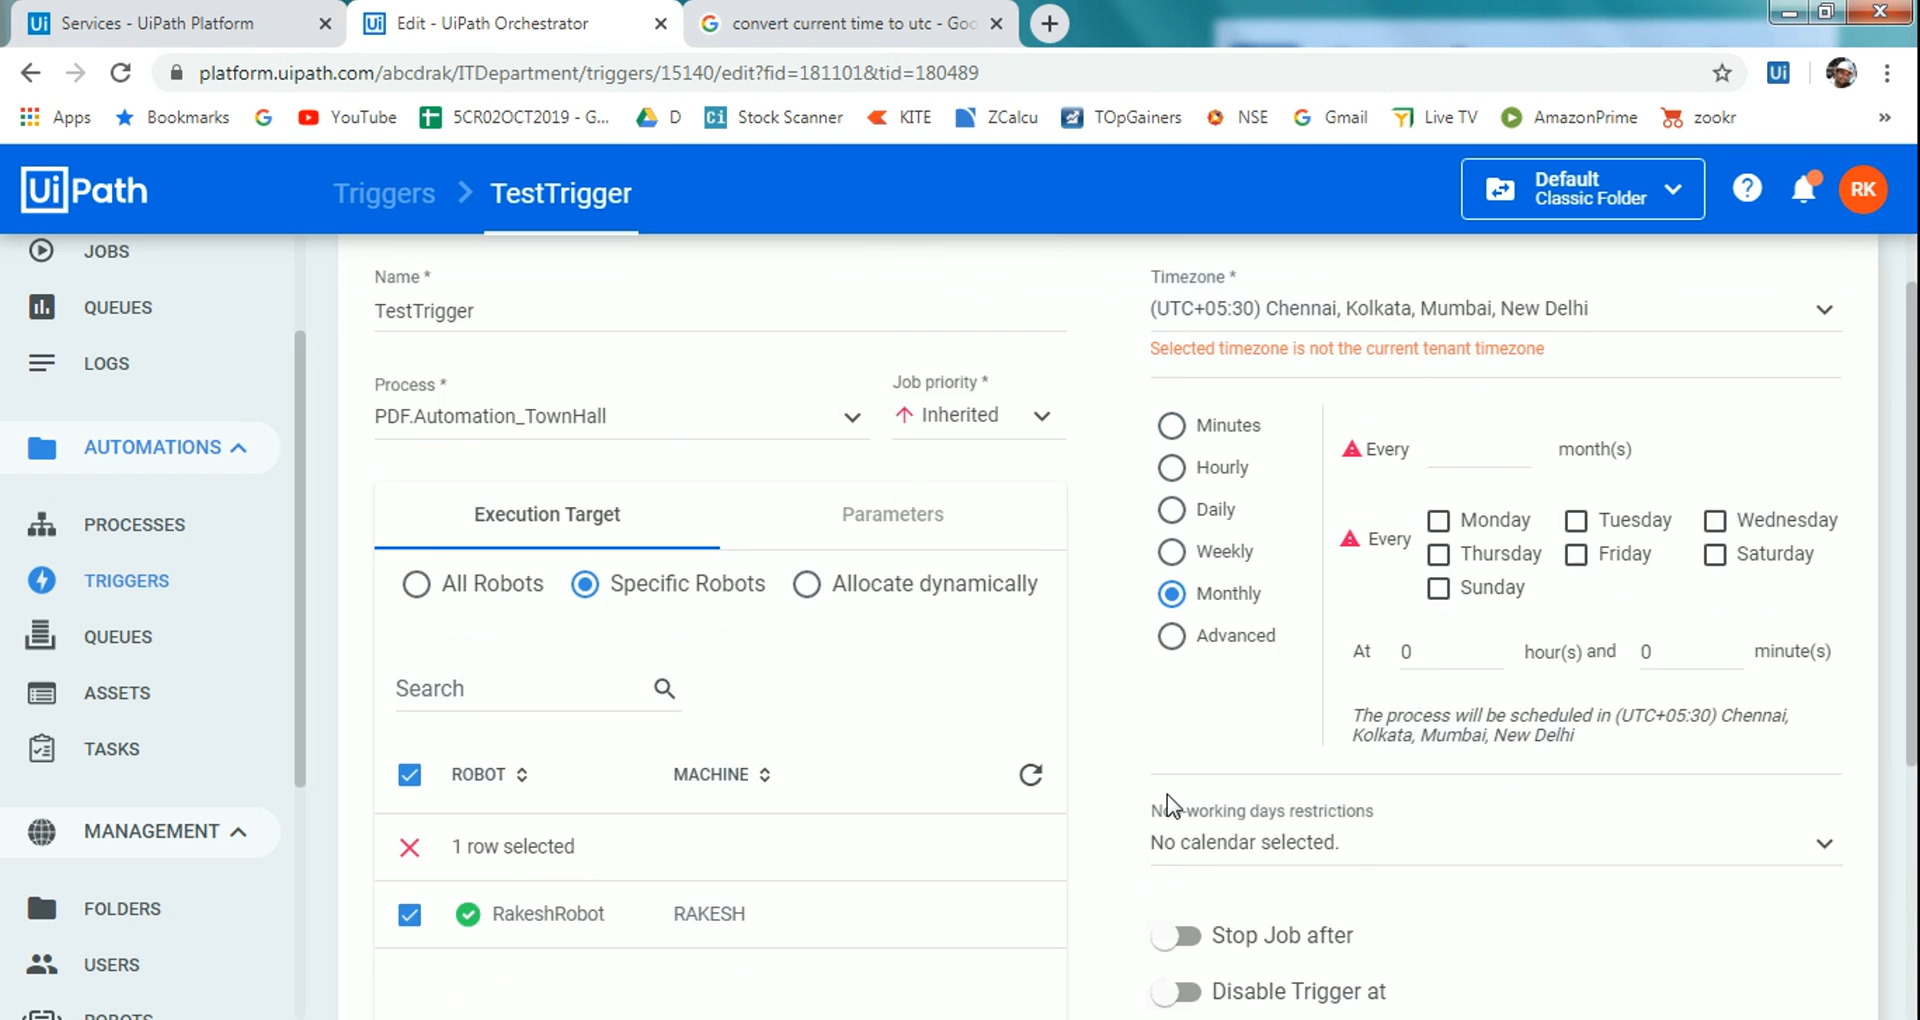 Services - UiPath Platform
Edit - UiPath Orchestrator
convert current time to utc - Goo
platform.uipath.com/abcdrak/ITDepartment/triggers/15140/edit?fid=181101&tid=180489
Apps Bookmarks YouTube 5CR02OCT2019 - G... D Stock Scanner KITE ZCalcu TOpGainers NSE Gmail Live TV AmazonPrime zookr »
UiPath
Triggers > TestTrigger
Default
Classic Folder
RK
JOBS
QUEUES
LOGS
AUTOMATIONS
PROCESSES
TRIGGERS
QUEUES
ASSETS
TASKS
MANAGEMENT
FOLDERS
USERS
ROBOTS
Name *
TestTrigger
Process *
PDF.Automation_TownHall
Job priority *
Inherited
Execution Target Parameters
All Robots Specific Robots Allocate dynamically
Search
ROBOT MACHINE
1 row selected
RakeshRobot RAKESH
Timezone *
(UTC+05:30) Chennai, Kolkata, Mumbai, New Delhi
Selected timezone is not the current tenant timezone
Minutes
Hourly
Daily
Weekly
Monthly
Advanced
Every month(s)
Every
Monday Tuesday Wednesday
Thursday Friday Saturday
Sunday
At 0 hour(s) and 0 minute(s)
The process will be scheduled in (UTC+05:30) Chennai,
Kolkata, Mumbai, New Delhi
Non-working days restrictions
No calendar selected.
Stop Job after
Disable Trigger at